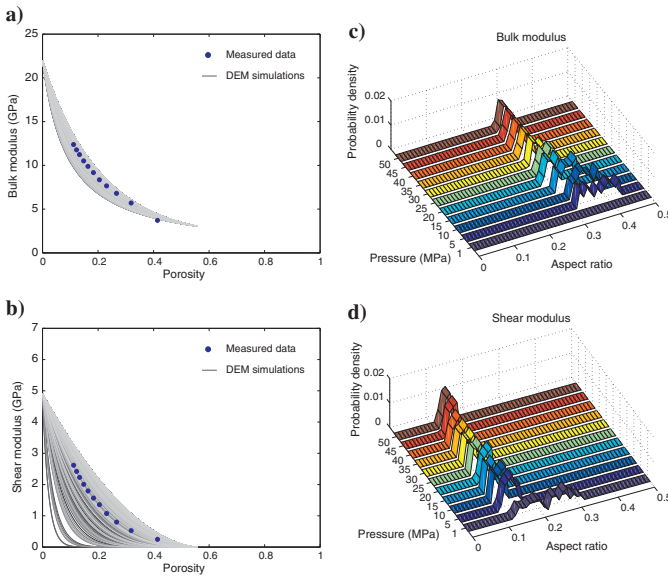 a)
25
20
15
10
5
0
Bulk modulus (GPa)
Measured data
DEM simulations
0 0.2 0.4 0.6 0.8 1
Porosity
b)
7
6
5
4
3
2
1
0
Shear modulus (GPa)
Measured data
DEM simulations
0 0.2 0.4 0.6 0.8 1
Porosity
c)
Bulk modulus
0.02
0.01
0
Probability density
50
45
40
35
30
25
20
15
10
5
1
Pressure (MPa)
0 0.1 0.2 0.3 0.4 0.5
Aspect ratio
d)
Shear modulus
0.02
0.01
0
Probability density
50
45
40
35
30
25
20
15
10
5
1
Pressure (MPa)
0 0.1 0.2 0.3 0.4 0.5
Aspect ratio